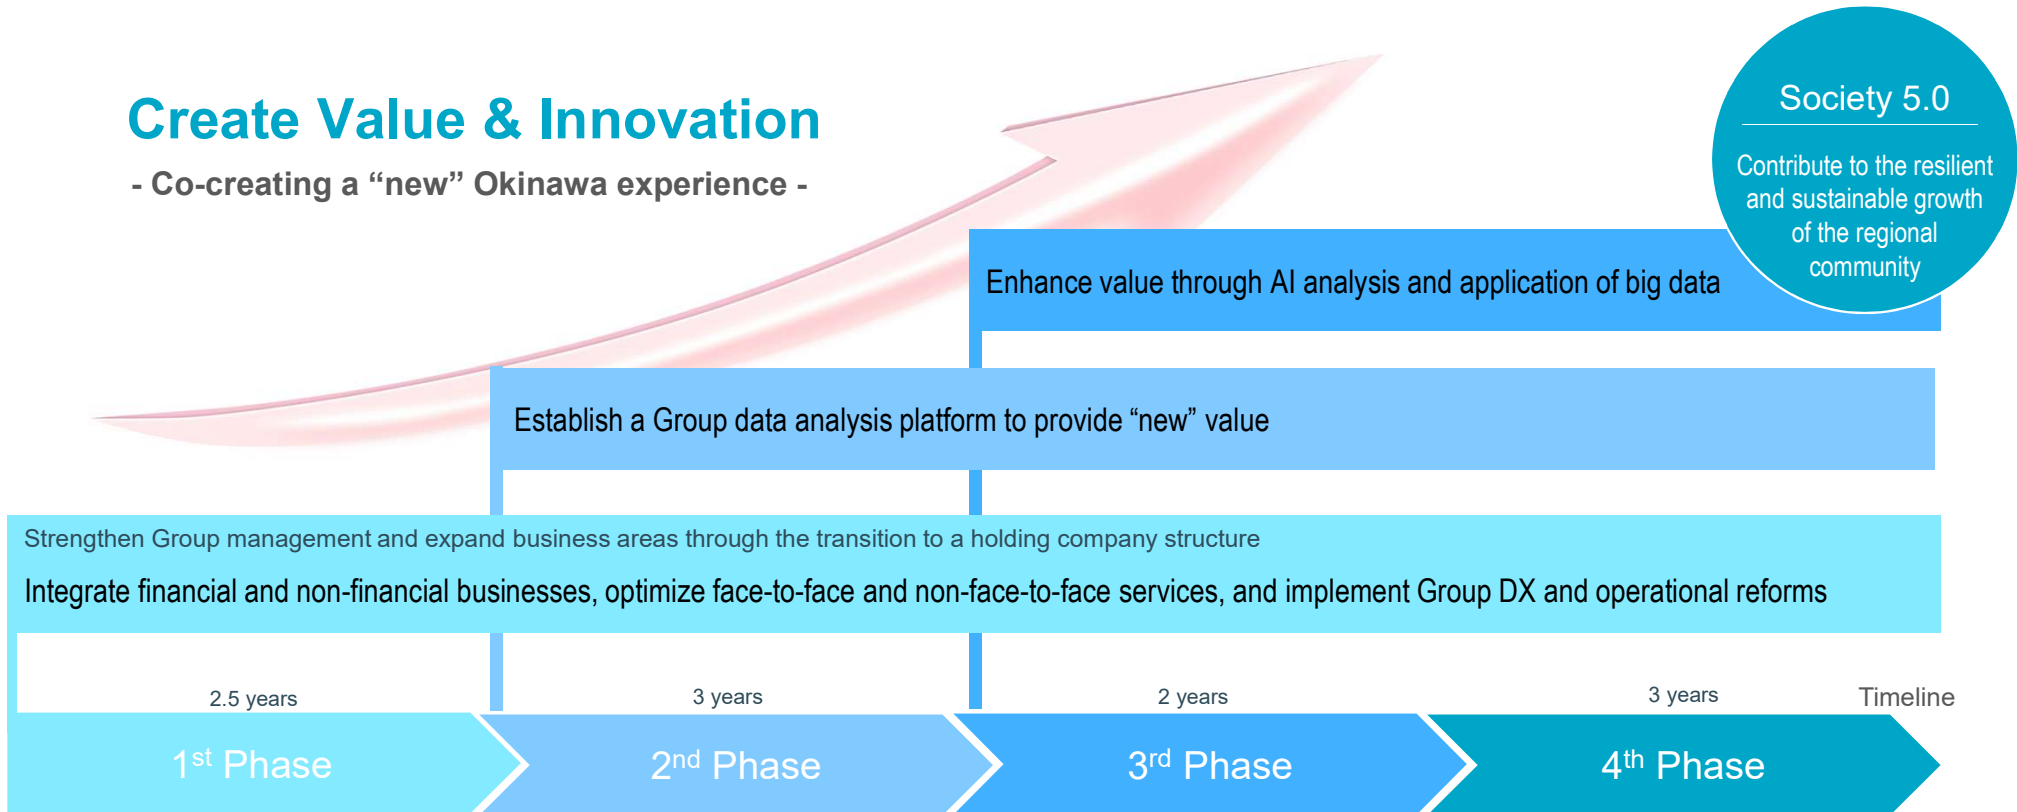 Create Value & Innovation
- Co-creating a “new” Okinawa experience -
Society 5.0
Contribute to the resilient
and sustainable growth
of the regional
community
Enhance value through AI analysis and application of big data
Establish a Group data analysis platform to provide “new” value
Strengthen Group management and expand business areas through the transition to a holding company structure
Integrate financial and non-financial businesses, optimize face-to-face and non-face-to-face services, and implement Group DX and operational reforms
2.5 years
3 years
2 years
3 years
Timeline
1st Phase
2nd Phase
3rd Phase
4th Phase